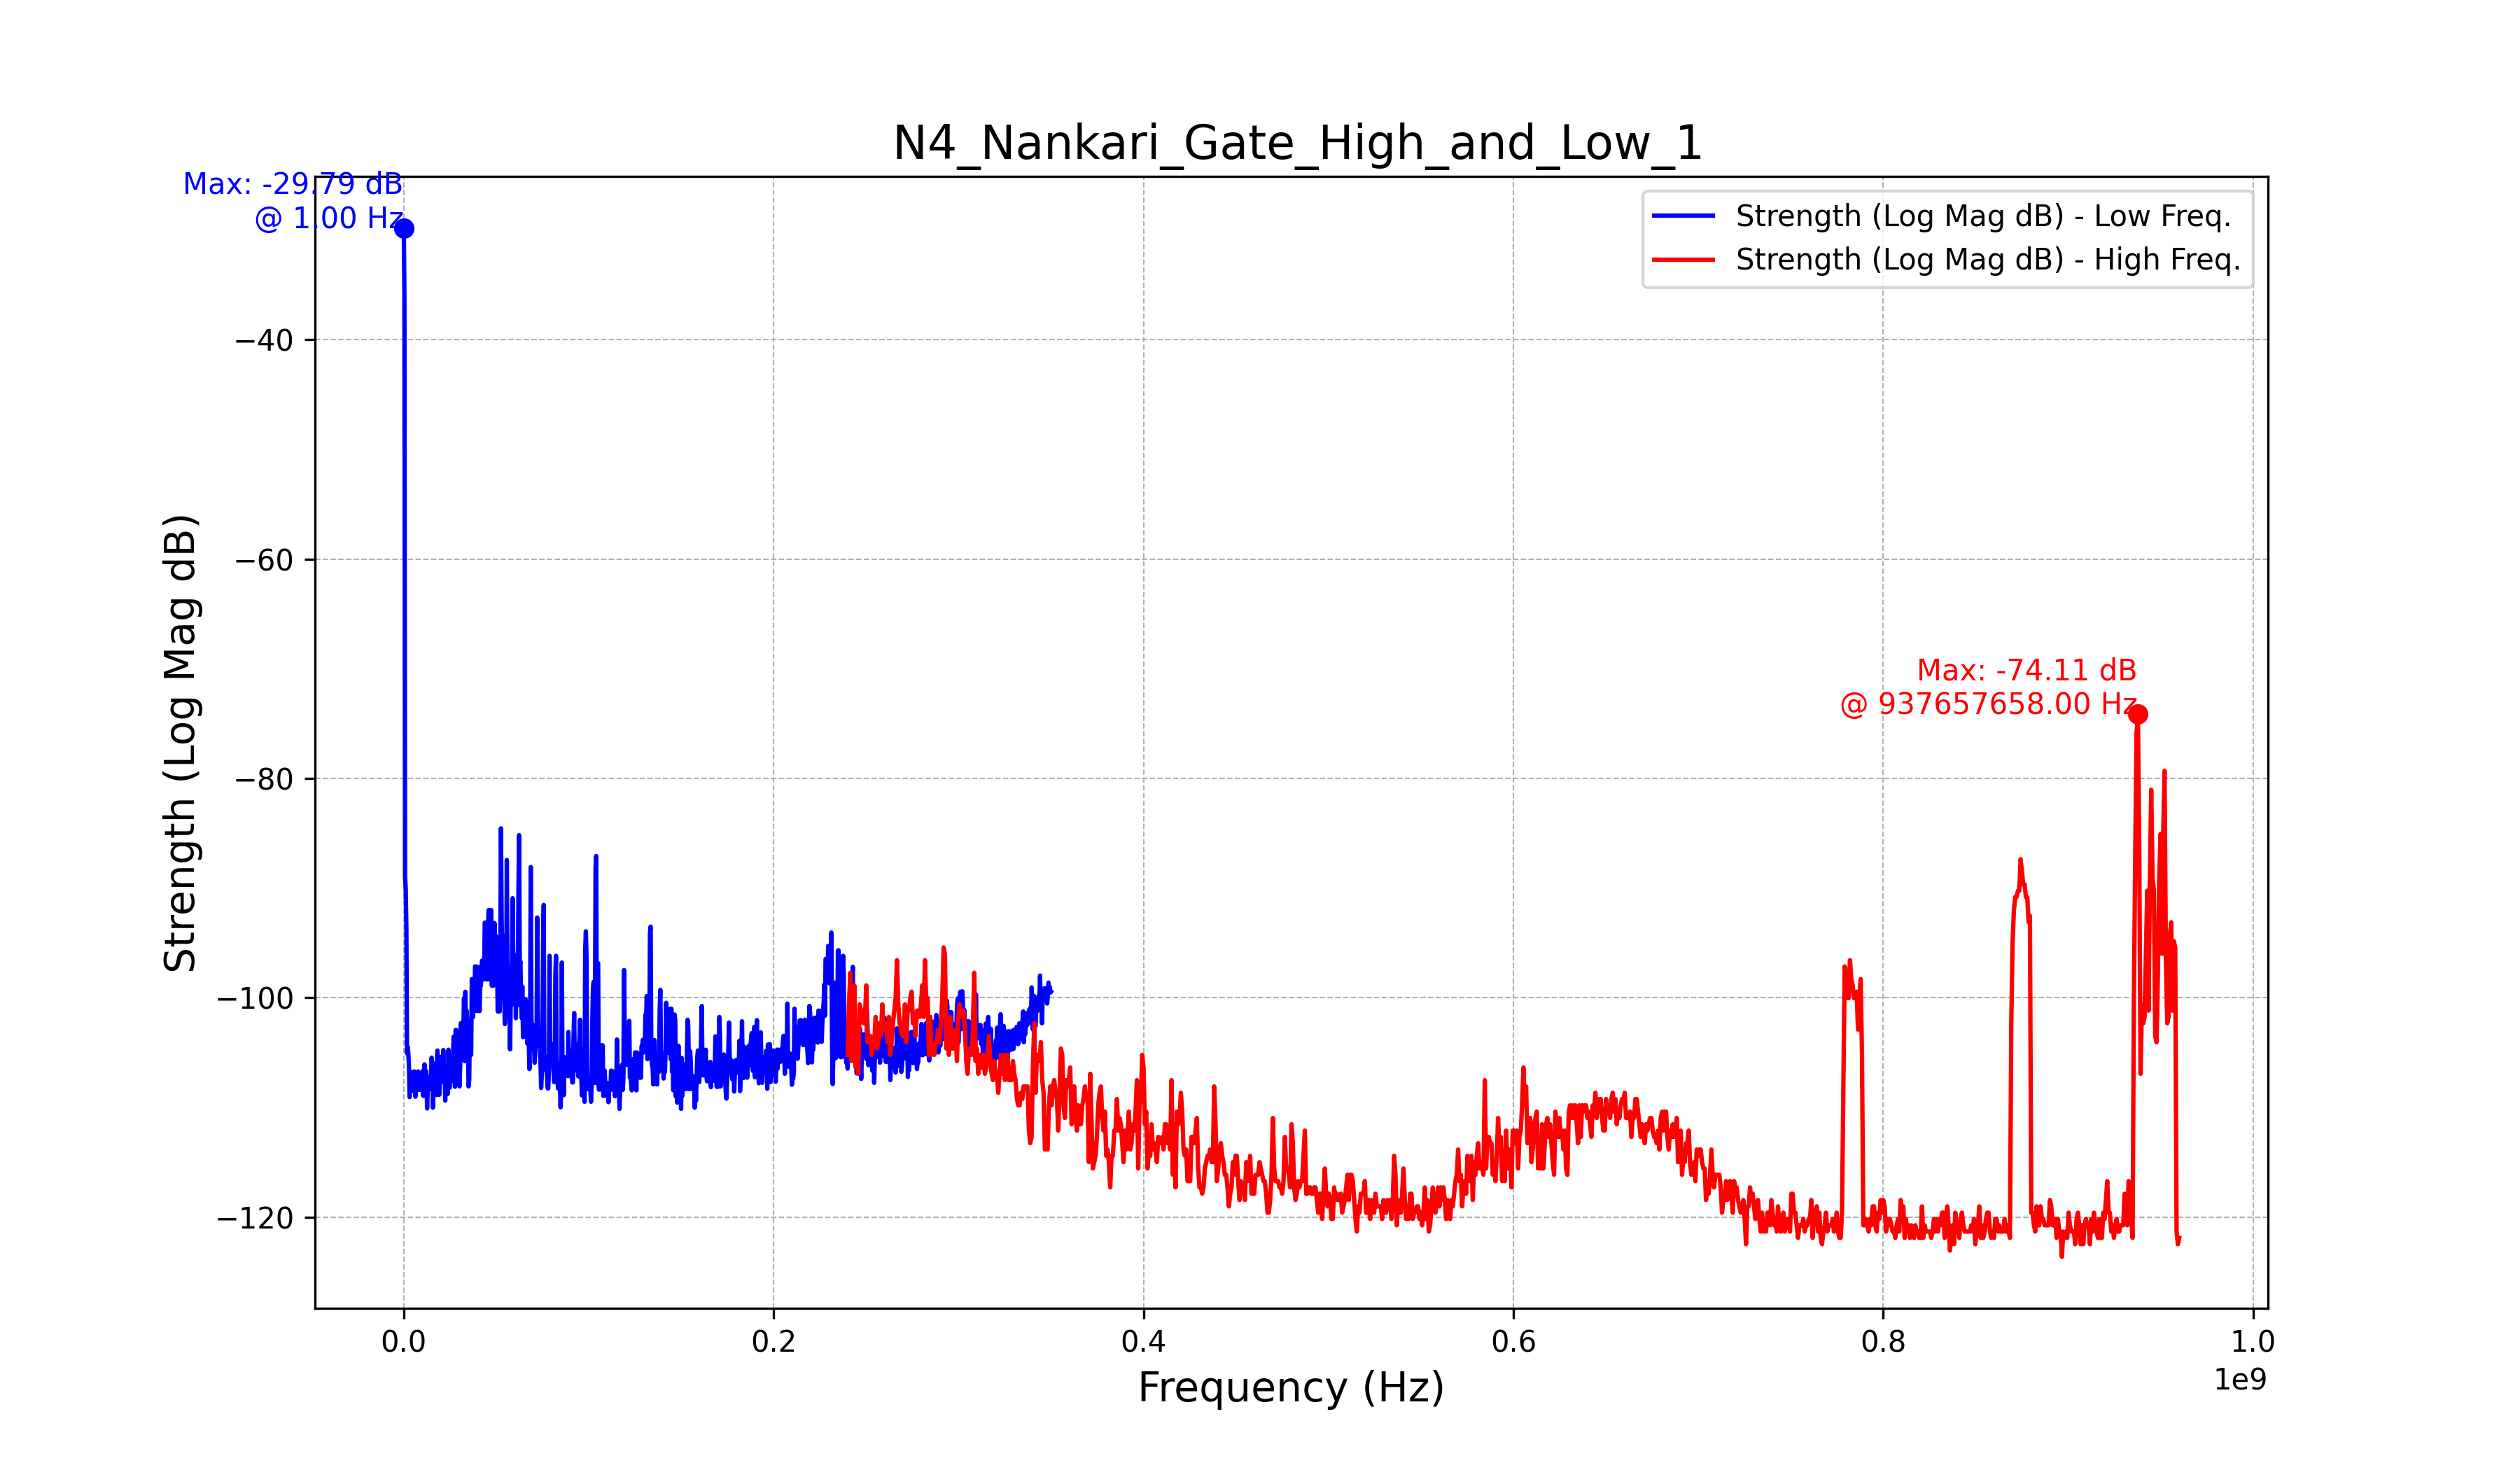 N4_Nankari_Gate_High_and_Low_1
Max: -29.79 dB
@ 1.00 Hz
Strength (Log Mag dB) - Low Freq.
Strength (Log Mag dB) - High Freq.
Max: -74.11 dB
@ 937657658.00 Hz
Strength (Log Mag dB)
−40
−60
−80
−100
−120
0.0
0.2
0.4
0.6
0.8
1.0
1e9
Frequency (Hz)